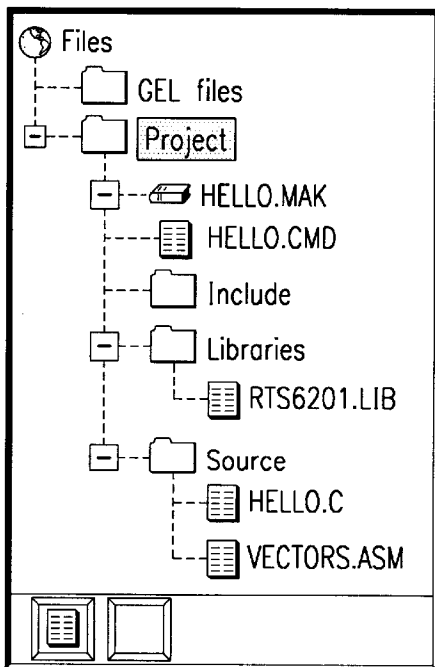 Files
GEL files
Project
HELLO.MAK
HELLO.CMD
Include
Libraries
RTS6201.LIB
Source
HELLO.C
VECTORS.ASM